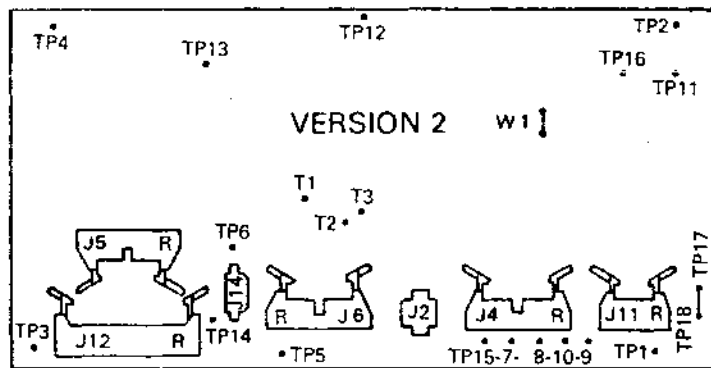 TP4
TP13
TP12
TP2
TP16
TP11
VERSION 2
W1
T1
T2
T3
TP6
J5 R
J14
TP17
R J6
J2
J4 R
J11 R
TP18
TP3
J12 R
TP14
TP5
TP15-7- 8-10-9
TP1